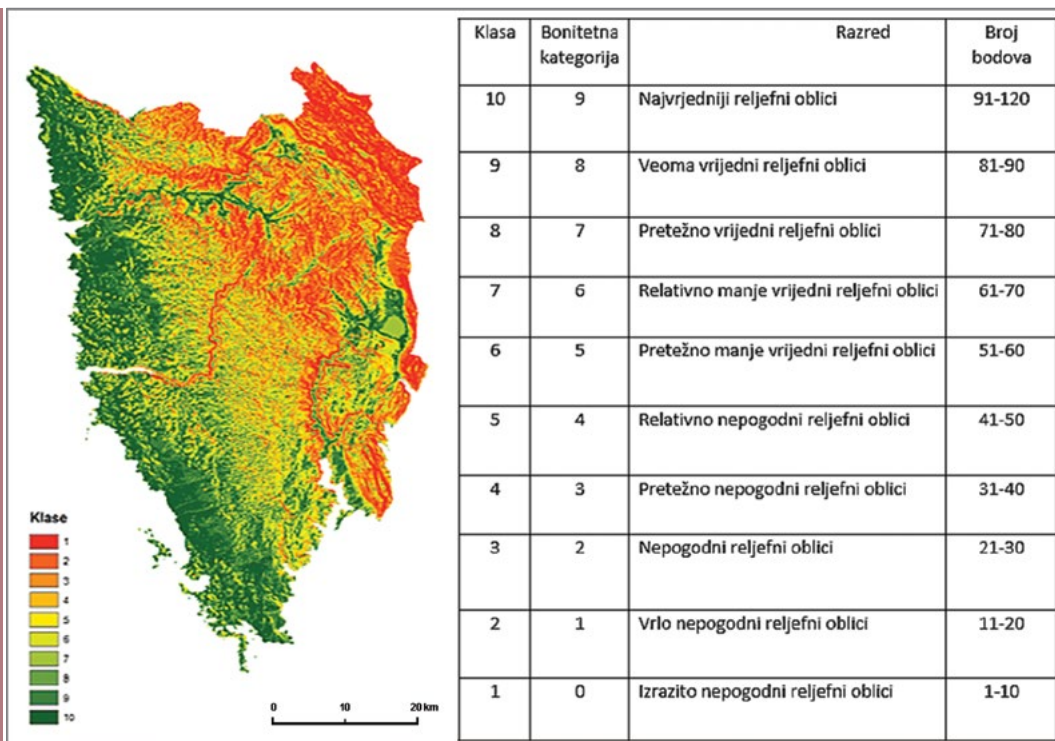 Klase
1
2
3
4
5
6
7
8
9
10
0 10 20 km
Klasa Bonitetna kategorija Razred Broj bodova
10 9 Najvrjedniji reljefni oblici 91-120
9 8 Veoma vrijedni reljefni oblici 81-90
8 7 Pretežno vrijedni reljefni oblici 71-80
7 6 Relativno manje vrijedni reljefni oblici 61-70
6 5 Pretežno manje vrijedni reljefni oblici 51-60
5 4 Relativno nepogodni reljefni oblici 41-50
4 3 Pretežno nepogodni reljefni oblici 31-40
3 2 Nepogodni reljefni oblici 21-30
2 1 Vrlo nepogodni reljefni oblici 11-20
1 0 Izrazito nepogodni reljefni oblici 1-10